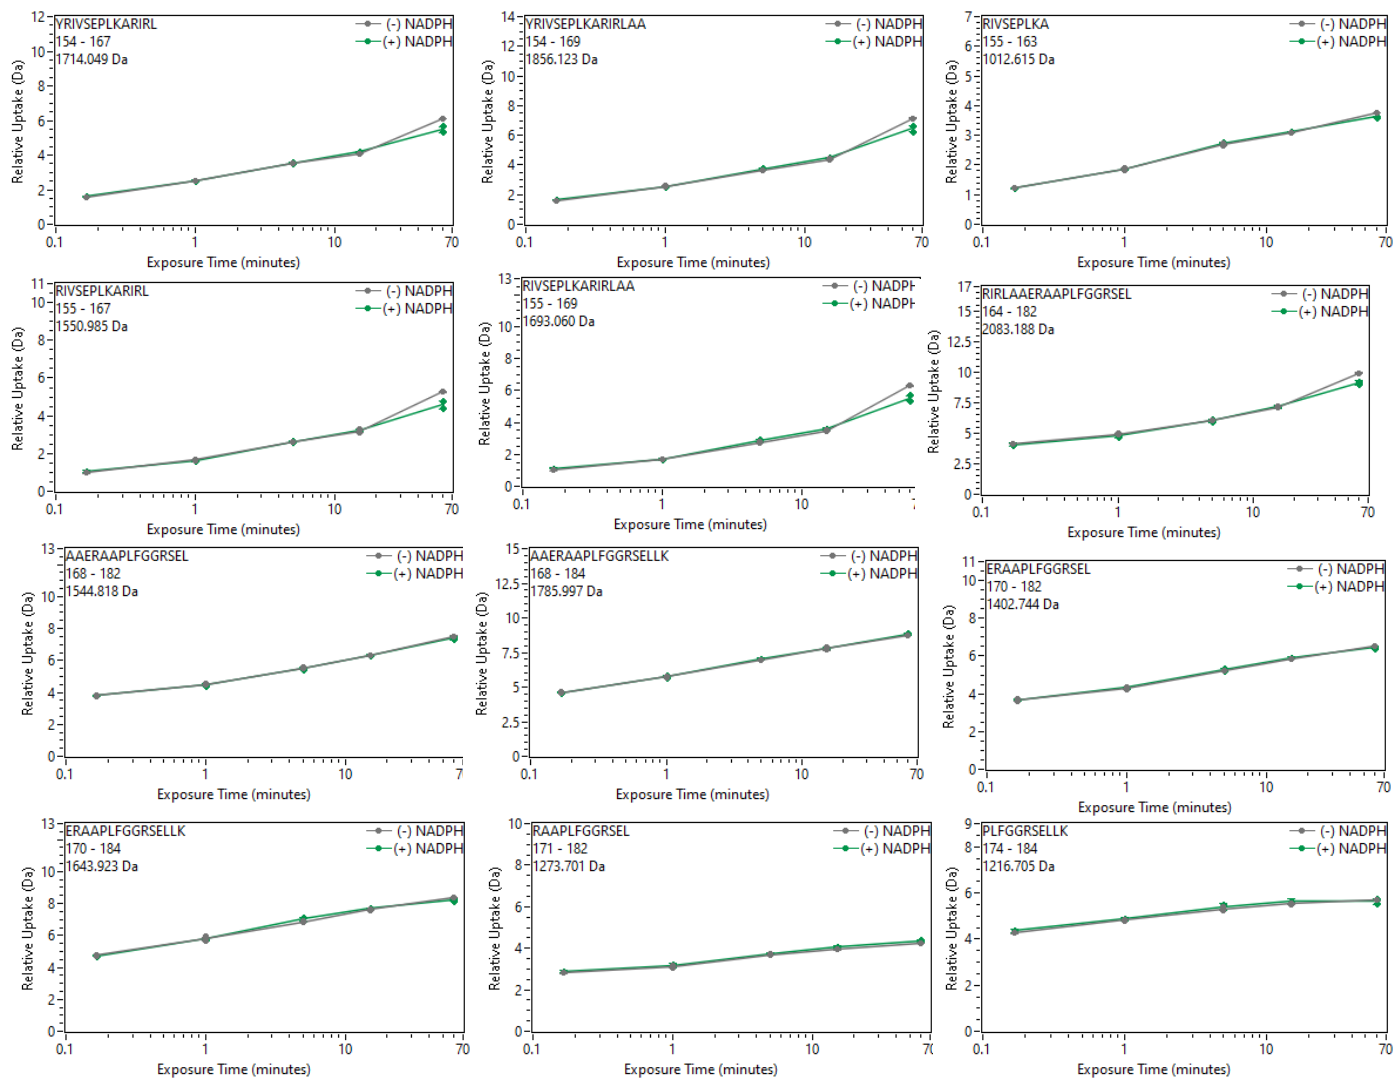 YRIVSEPLKARIRL
154 - 167
1714.049 Da
(-) NADPH
(+) NADPH
Relative Uptake (Da)
12
10
8
6
4
2
0
0.1 1 10 70
Exposure Time (minutes)
YRIVSEPLKARIRLAA
154 - 169
1856.123 Da
(-) NADPH
(+) NADPH
Relative Uptake (Da)
14
12
10
8
6
4
2
0
0.1 1 10 70
Exposure Time (minutes)
RIVSEPLKA
155 - 163
1012.615 Da
(-) NADPH
(+) NADPH
Relative Uptake (Da)
7
6
5
4
3
2
1
0
0.1 1 10 70
Exposure Time (minutes)
RIVSEPLKARIRL
155 - 167
1550.985 Da
(-) NADPH
(+) NADPH
Relative Uptake (Da)
11
10
8
6
4
2
0
0.1 1 10 70
Exposure Time (minutes)
RIVSEPLKARIRLAA
155 - 169
1693.060 Da
(-) NADPH
(+) NADPH
Relative Uptake (Da)
13
10
8
6
4
2
0
0.1 1 10
Exposure Time (minutes)
RIRLAAERAAPLFGGRSEL
164 - 182
2083.188 Da
(-) NADPH
(+) NADPH
Relative Uptake (Da)
17
15
12.5
10
7.5
5
2.5
0
0.1 1 10 70
Exposure Time (minutes)
AAERAAPLFGGRSEL
168 - 182
1544.818 Da
(-) NADPH
(+) NADPH
Relative Uptake (Da)
13
10
8
6
4
2
0
0.1 1 10 7
Exposure Time (minutes)
AAERAAPLFGGRSELLK
168 - 184
1785.997 Da
(-) NADPH
(+) NADPH
Relative Uptake (Da)
15
12.5
10
7.5
5
2.5
0
0.1 1 10 70
Exposure Time (minutes)
ERAAPLFGGRSEL
170 - 182
1402.744 Da
(-) NADPH
(+) NADPH
Relative Uptake (Da)
11
10
8
6
4
2
0
0.1 1 10 70
Exposure Time (minutes)
ERAAPLFGGRSELLK
170 - 184
1643.923 Da
(-) NADPH
(+) NADPH
Relative Uptake (Da)
13
10
8
6
4
2
0
0.1 1 10 70
Exposure Time (minutes)
RAAPLFGGRSEL
171 - 182
1273.701 Da
(-) NADPH
(+) NADPH
Relative Uptake (Da)
10
8
6
4
2
0
0.1 1 10 70
Exposure Time (minutes)
PLFGGRSELLK
174 - 184
1216.705 Da
(-) NADPH
(+) NADPH
Relative Uptake (Da)
9
8
6
4
2
0
0.1 1 10 70
Exposure Time (minutes)